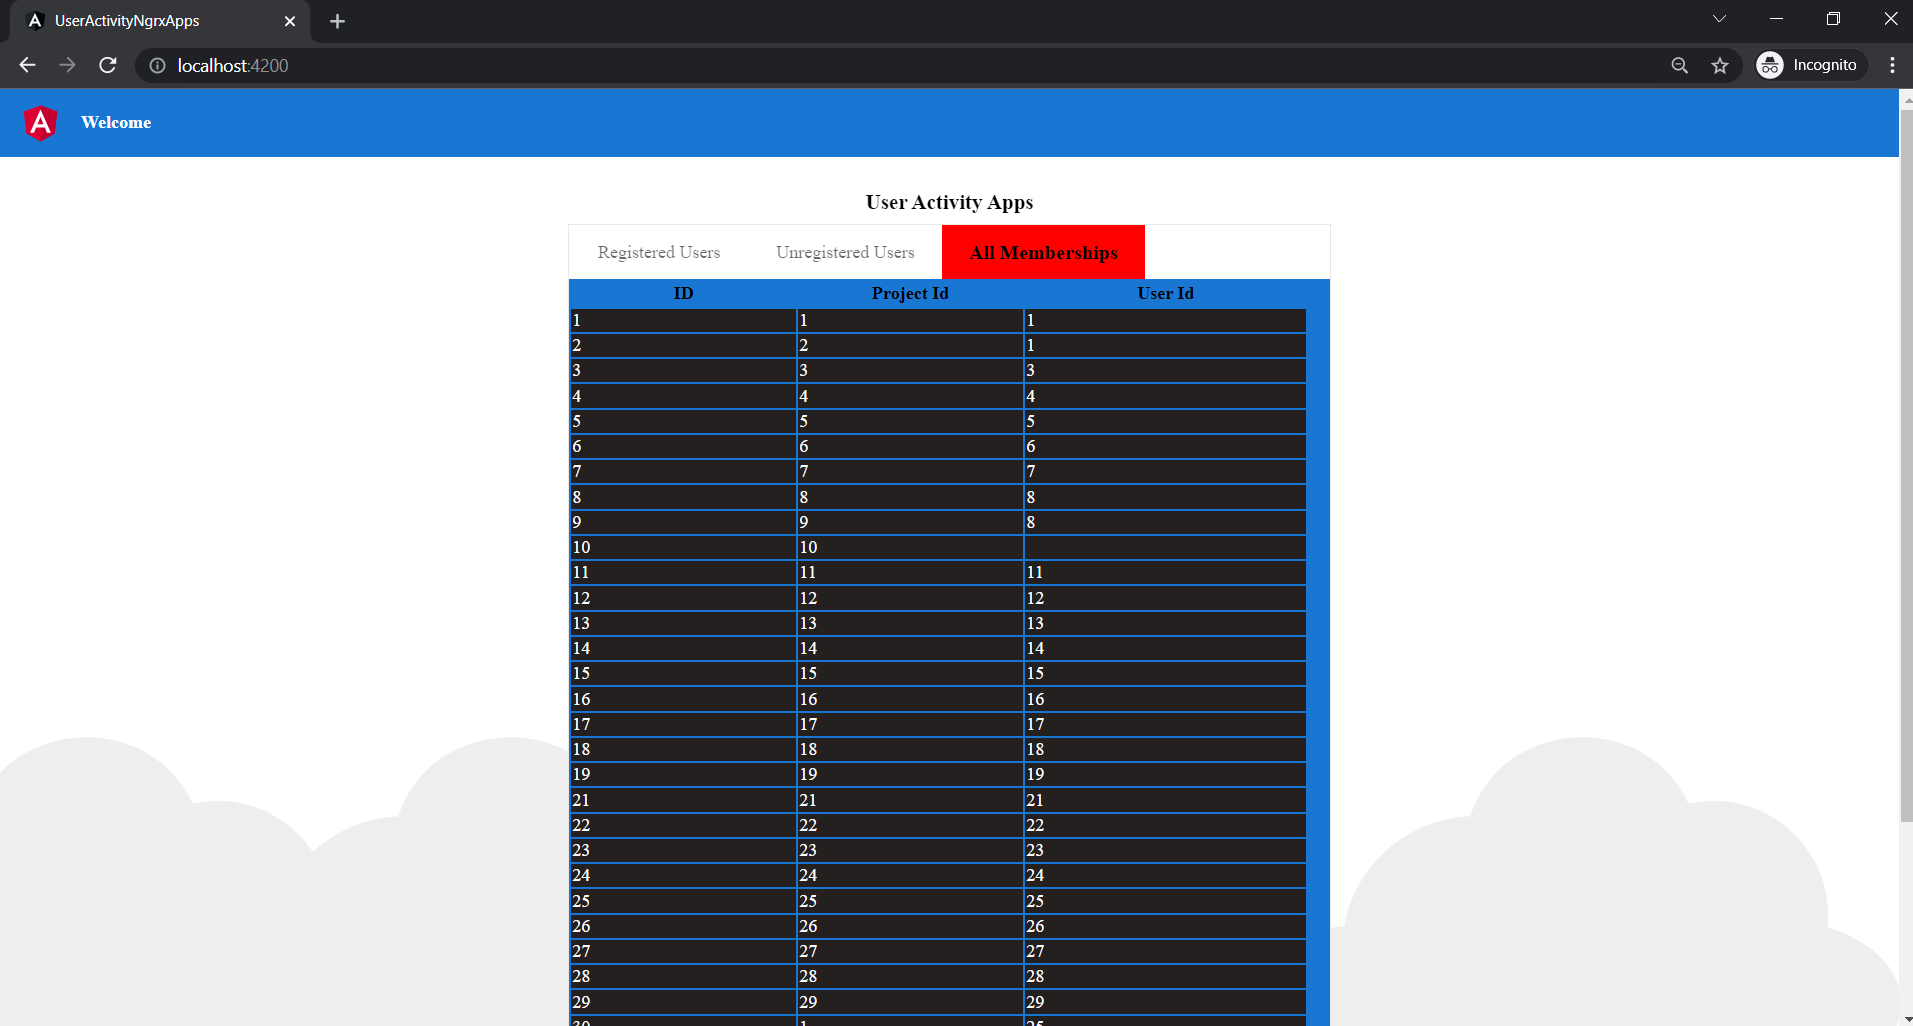 UserActivityNgrxApps
localhost:4200
Incognito
Welcome
User Activity Apps
Registered Users Unregistered Users All Memberships
ID Project Id User Id
1 1 1
2 2 1
3 3 3
4 4 4
5 5 5
6 6 6
7 7 7
8 8 8
9 9 8
10 10
11 11 11
12 12 12
13 13 13
14 14 14
15 15 15
16 16 16
17 17 17
18 18 18
19 19 19
21 21 21
22 22 22
23 23 23
24 24 24
25 25 25
26 26 26
27 27 27
28 28 28
29 29 29
30 1 25